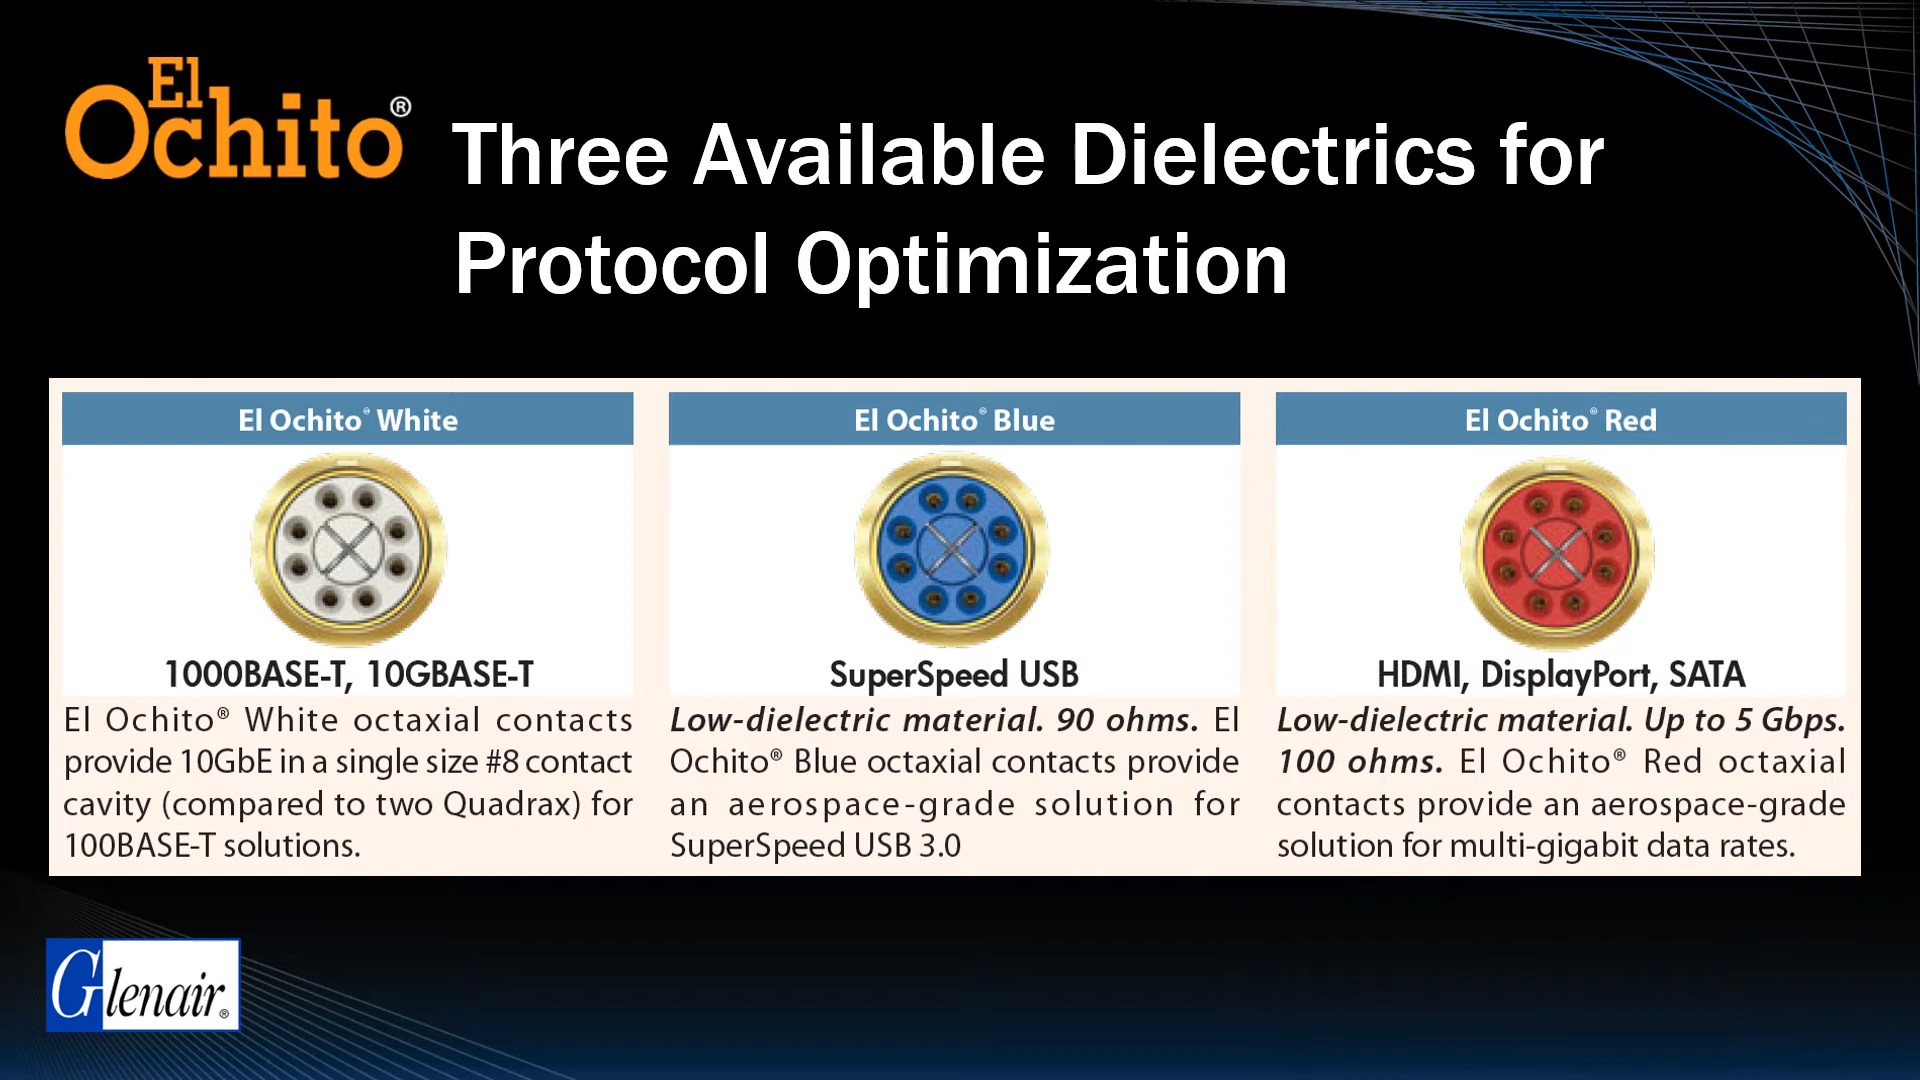 El Ochito®
Three Available Dielectrics for
Protocol Optimization
El Ochito® White
1000BASE-T, 10GBASE-T
El Ochito® White octaxial contacts
provide 10GbE in a single size #8 contact
cavity (compared to two Quadrax) for
100BASE-T solutions.
El Ochito® Blue
SuperSpeed USB
Low-dielectric material. 90 ohms. El
Ochito® Blue octaxial contacts provide
an aerospace-grade solution for
SuperSpeed USB 3.0
El Ochito® Red
HDMI, DisplayPort, SATA
Low-dielectric material. Up to 5 Gbps.
100 ohms. El Ochito® Red octaxial
contacts provide an aerospace-grade
solution for multi-gigabit data rates.
Glenair®